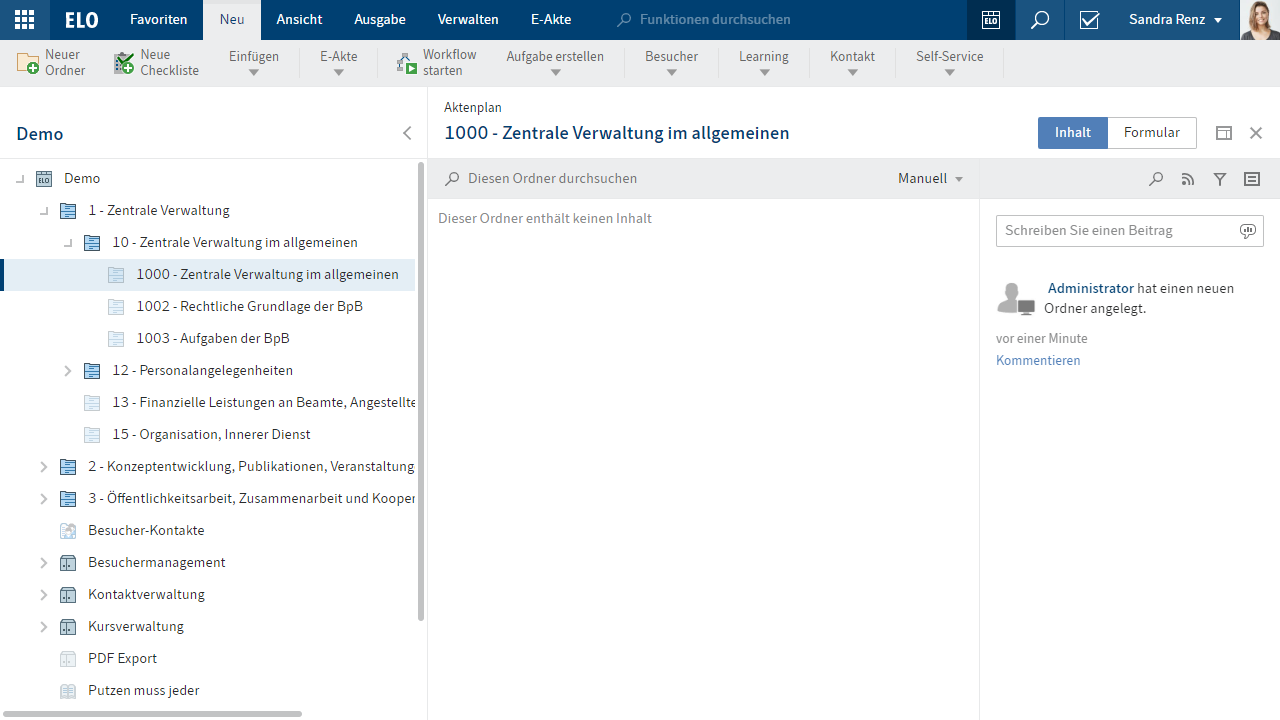 ELO Favoriten Neu Ansicht Ausgabe Verwalten E-Akte Funktionen durchsuchen ELO Sandra Renz
Neuer Ordner Neue Checkliste Einfügen E-Akte Workflow starten Aufgabe erstellen Besucher Learning Kontakt Self-Service
Demo
ELO Demo
1 - Zentrale Verwaltung
10 - Zentrale Verwaltung im allgemeinen
1000 - Zentrale Verwaltung im allgemeinen
1002 - Rechtliche Grundlage der BpB
1003 - Aufgaben der BpB
12 - Personalangelegenheiten
13 - Finanzielle Leistungen an Beamte, Angestellte
15 - Organisation, Innerer Dienst
2 - Konzeptentwicklung, Publikationen, Veranstaltung
3 - Öffentlichkeitsarbeit, Zusammenarbeit und Kooper
Besucher-Kontakte
Besuchermanagement
Kontaktverwaltung
Kursverwaltung
PDF Export
Putzen muss jeder
Aktenplan
1000 - Zentrale Verwaltung im allgemeinen
Inhalt Formular
Diesen Ordner durchsuchen Manuell
Dieser Ordner enthält keinen Inhalt
Schreiben Sie einen Beitrag
Administrator hat einen neuen
Ordner angelegt.
vor einer Minute
Kommentieren